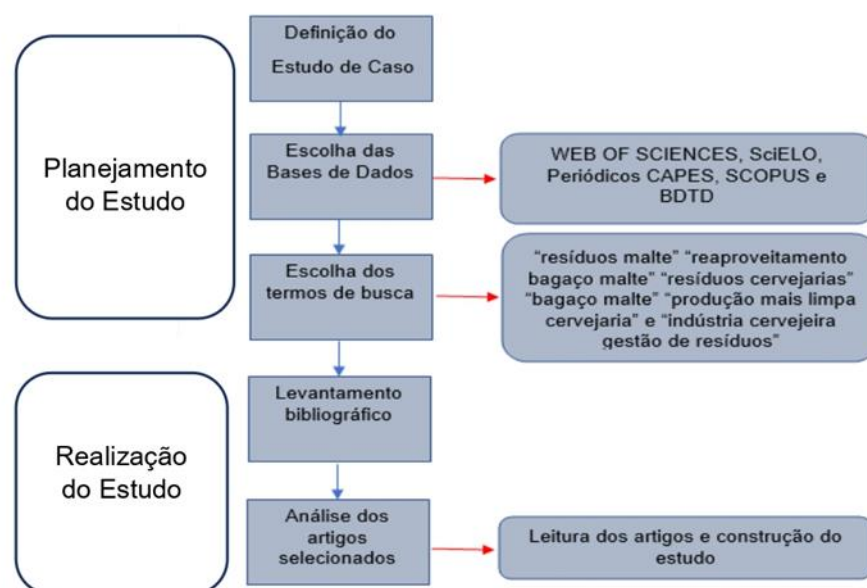 Planejamento
do Estudo
Definição do
Estudo de Caso
Escolha das
Bases de Dados
WEB OF SCIENCES, SciELO,
Periódicos CAPES, SCOPUS e
BDTD
Escolha dos
termos de busca
“resíduos malte” “reaproveitamento
bagaço malte” “resíduos cervejarias”
“bagaço malte” “produção mais limpa
cervejaria” e “indústria cervejeira
gestão de resíduos”
Realização
do Estudo
Levantamento
bibliográfico
Análise dos
artigos
selecionados
Leitura dos artigos e construção do
estudo